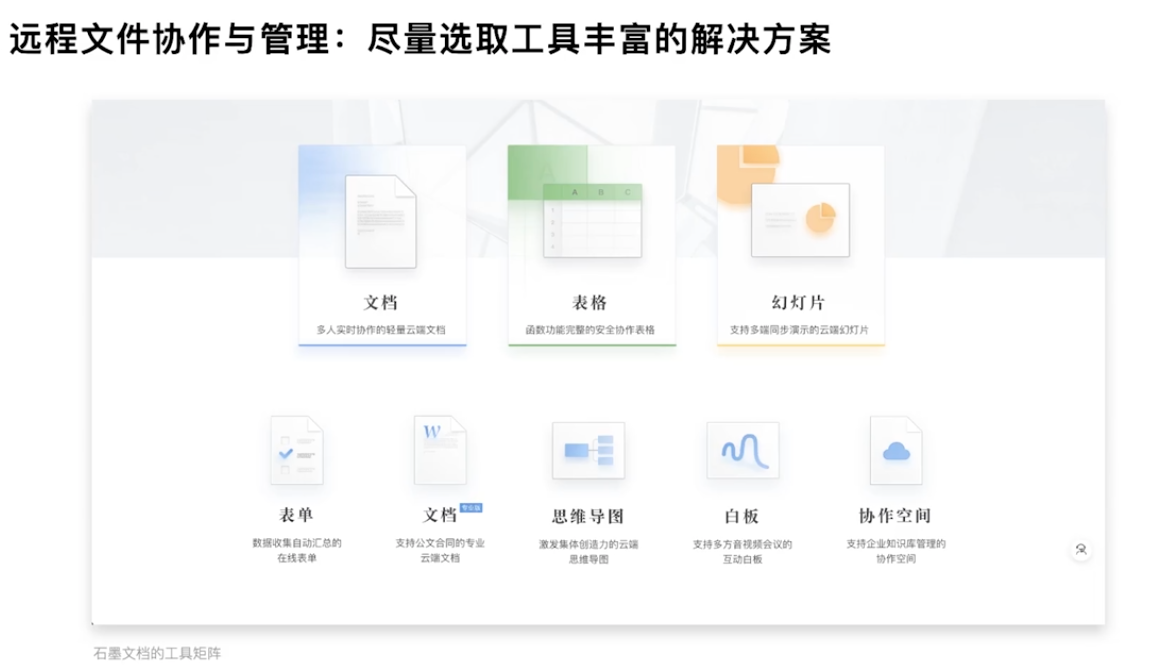 远程文件协作与管理：尽量选取工具丰富的解决方案
A B C
1
2
3
4
文档
多人实时协作的轻量云端文档
表格
函数功能完整的安全协作表格
幻灯片
支持多端同步演示的云端幻灯片
W
表单
数据收集自动汇总的
在线表单
文档 专业版
支持公文合同的专业
云端文档
思维导图
激发集体创造力的云端
思维导图
白板
支持多方音视频会议的
互动白板
协作空间
支持企业知识库管理的
协作空间
石墨文档的工具矩阵